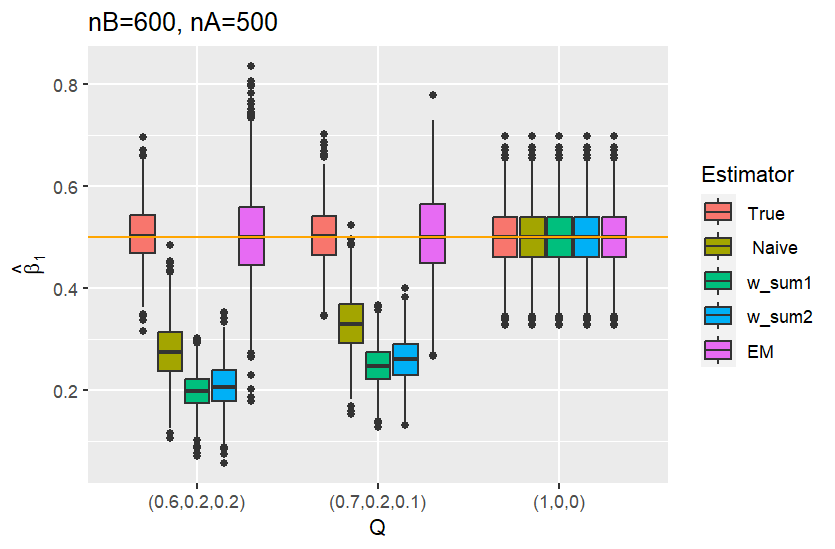 nB=600, nA=500
0.8
0.6
0.4
0.2
β̂₁
(0.6,0.2,0.2)
(0.7,0.2,0.1)
(1,0,0)
Q
Estimator
True
Naive
w_sum1
w_sum2
EM